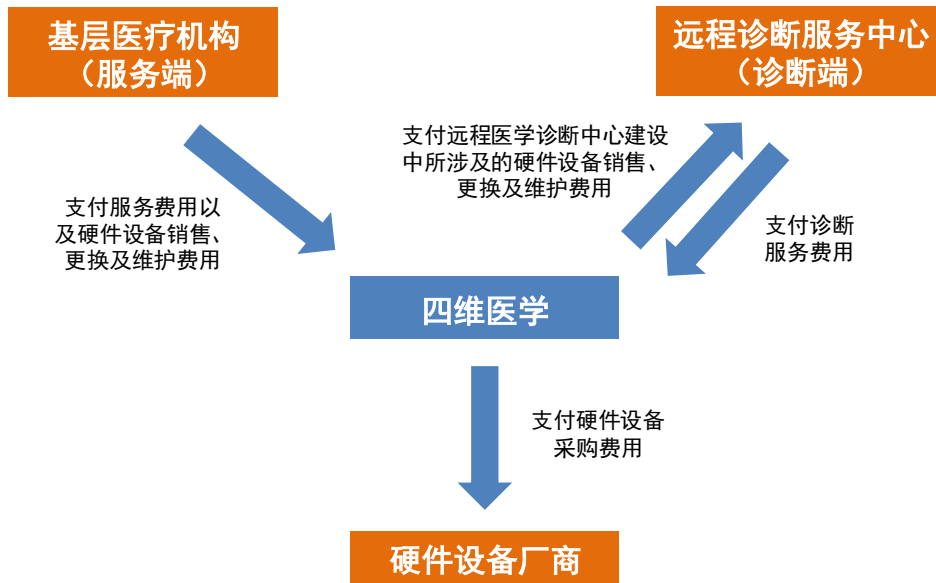 基层医疗机构
（服务端）
远程诊断服务中心
（诊断端）
支付远程医学诊断中心建设
中所涉及的硬件设备销售、
更换及维护费用
支付服务费用以
及硬件设备销售、
更换及维护费用
支付诊断
服务费用
四维医学
支付硬件设备
采购费用
硬件设备厂商